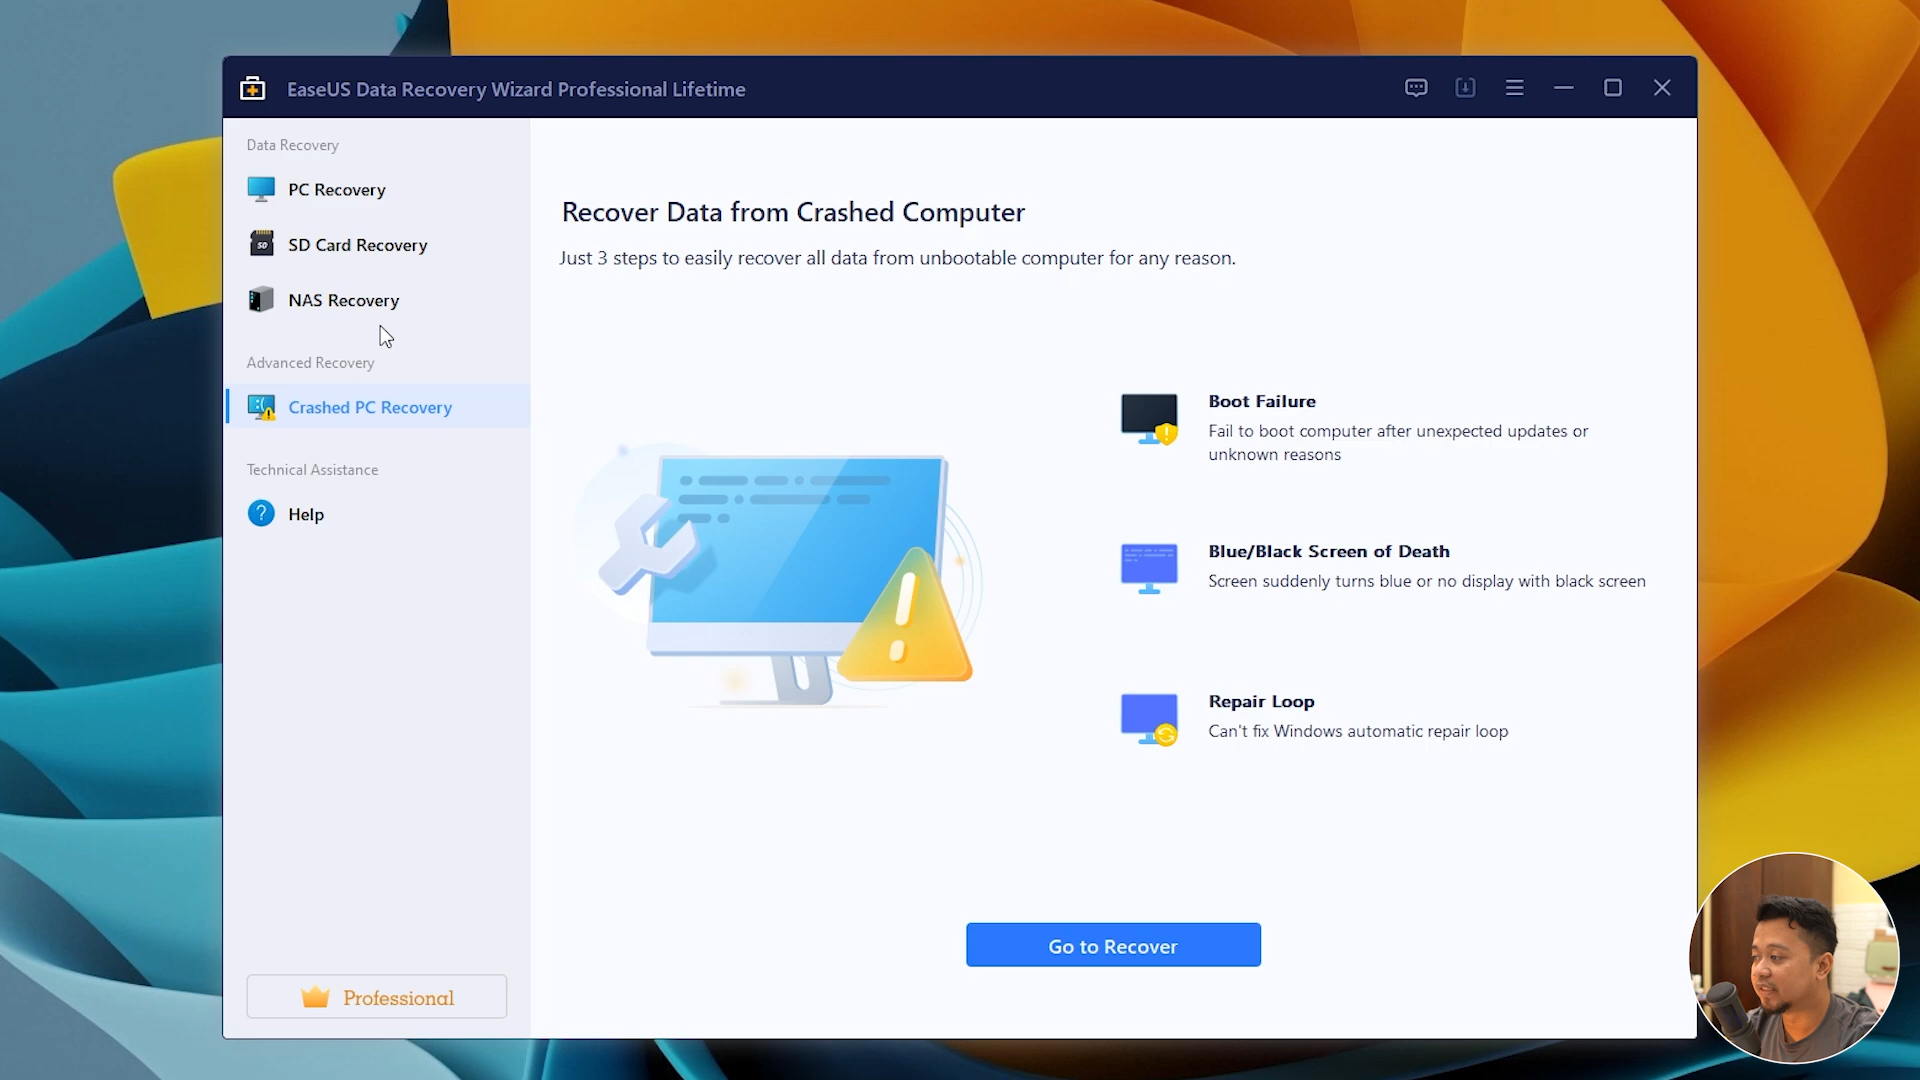 EaseUS Data Recovery Wizard Professional Lifetime
Data Recovery
PC Recovery
SD
SD Card Recovery
NAS Recovery
Advanced Recovery
Crashed PC Recovery
Technical Assistance
? Help
Professional
Recover Data from Crashed Computer
Just 3 steps to easily recover all data from unbootable computer for any reason.
Boot Failure
Fail to boot computer after unexpected updates or
unknown reasons
Blue/Black Screen of Death
Screen suddenly turns blue or no display with black screen
Repair Loop
Can't fix Windows automatic repair loop
Go to Recover